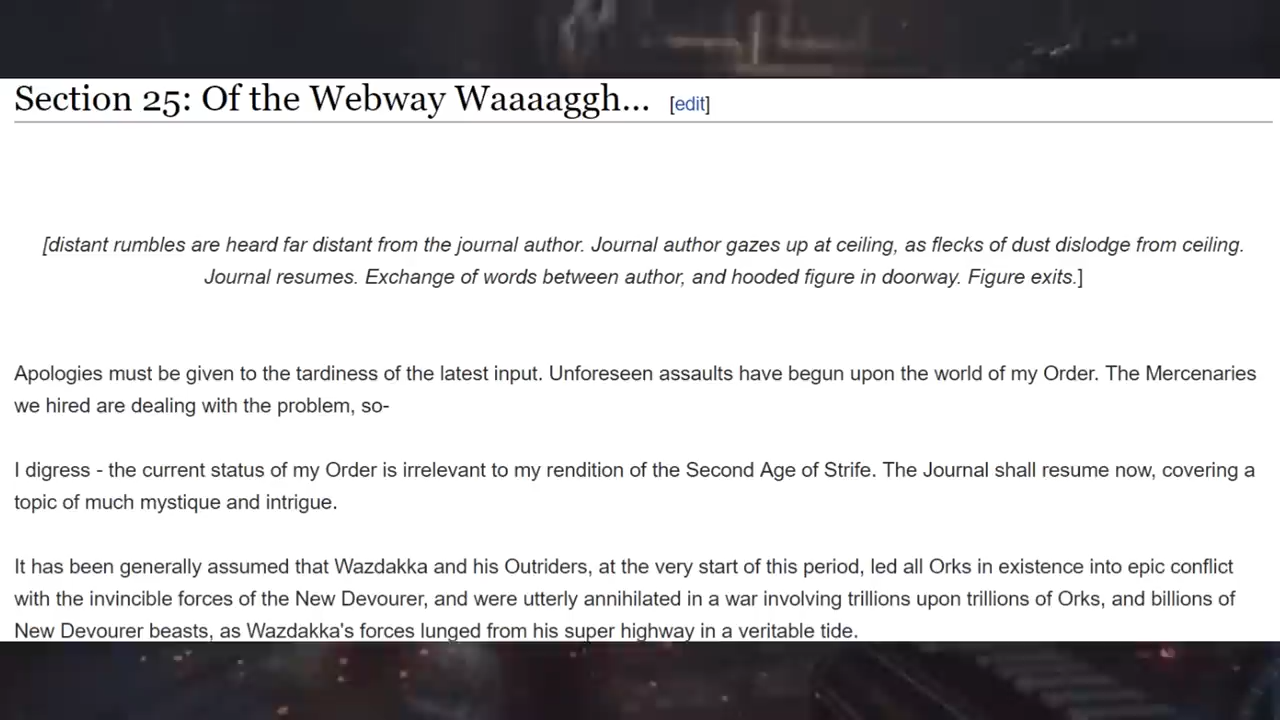 Section 25: Of the Webway Waaaaggh... [edit]
[distant rumbles are heard far distant from the journal author. Journal author gazes up at ceiling, as flecks of dust dislodge from ceiling.
Journal resumes. Exchange of words between author, and hooded figure in doorway. Figure exits.]
Apologies must be given to the tardiness of the latest input. Unforeseen assaults have begun upon the world of my Order. The Mercenaries
we hired are dealing with the problem, so-
I digress - the current status of my Order is irrelevant to my rendition of the Second Age of Strife. The Journal shall resume now, covering a
topic of much mystique and intrigue.
It has been generally assumed that Wazdakka and his Outriders, at the very start of this period, led all Orks in existence into epic conflict
with the invincible forces of the New Devourer, and were utterly annihilated in a war involving trillions upon trillions of Orks, and billions of
New Devourer beasts, as Wazdakka's forces lunged from his super highway in a veritable tide.